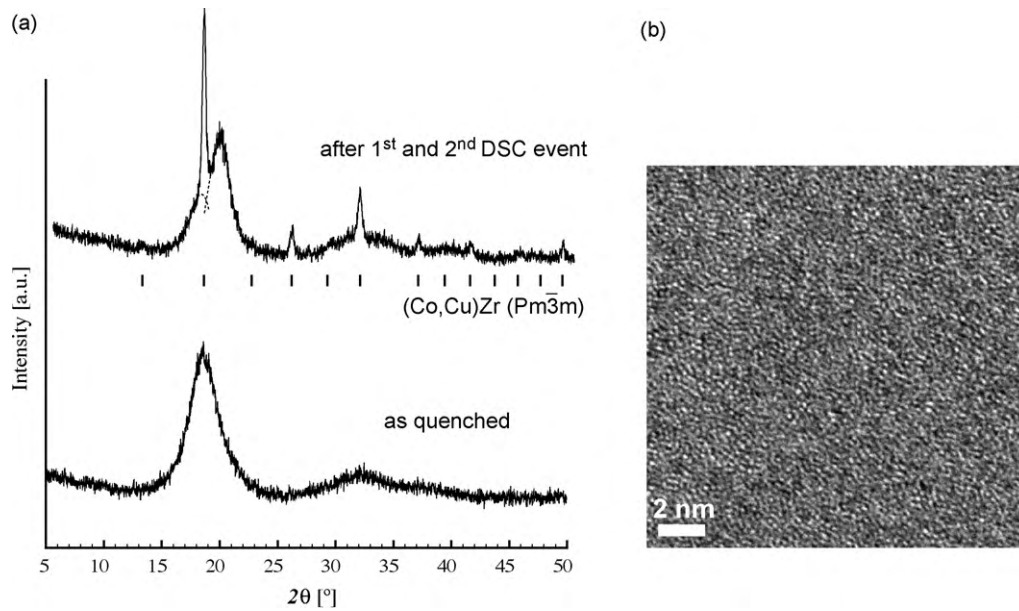 (a)
(b)
after 1st and 2nd DSC event
(Co,Cu)Zr (Pm3̅m)
as quenched
Intensity [a.u.]
2 nm
5 10 15 20 25 30 35 40 45 50
2θ [°]